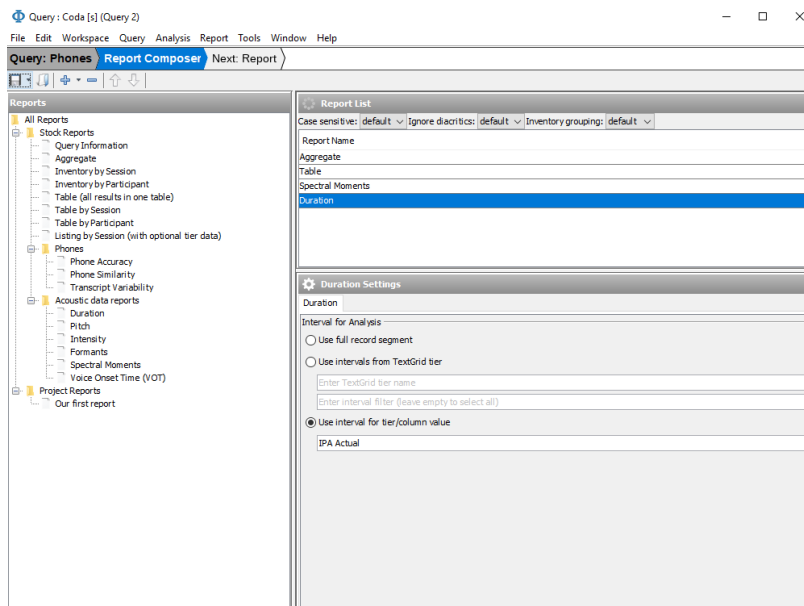 Query : Coda [s] (Query 2)
File Edit Workspace Query Analysis Report Tools Window Help
Query: Phones Report Composer Next: Report
Reports
All Reports
Stock Reports
Query Information
Aggregate
Inventory by Session
Inventory by Participant
Table (all results in one table)
Table by Session
Table by Participant
Listing by Session (with optional tier data)
Phones
Phone Accuracy
Phone Similarity
Transcript Variability
Acoustic data reports
Duration
Pitch
Intensity
Formants
Spectral Moments
Voice Onset Time (VOT)
Project Reports
Our first report
Report List
Case sensitive: default Ignore diacritics: default Inventory grouping: default
Report Name
Aggregate
Table
Spectral Moments
Duration
Duration Settings
Duration
Interval for Analysis
Use full record segment
Use intervals from TextGrid tier
Enter TextGrid tier name
Enter interval filter (leave empty to select all)
Use interval for tier/column value
IPA Actual